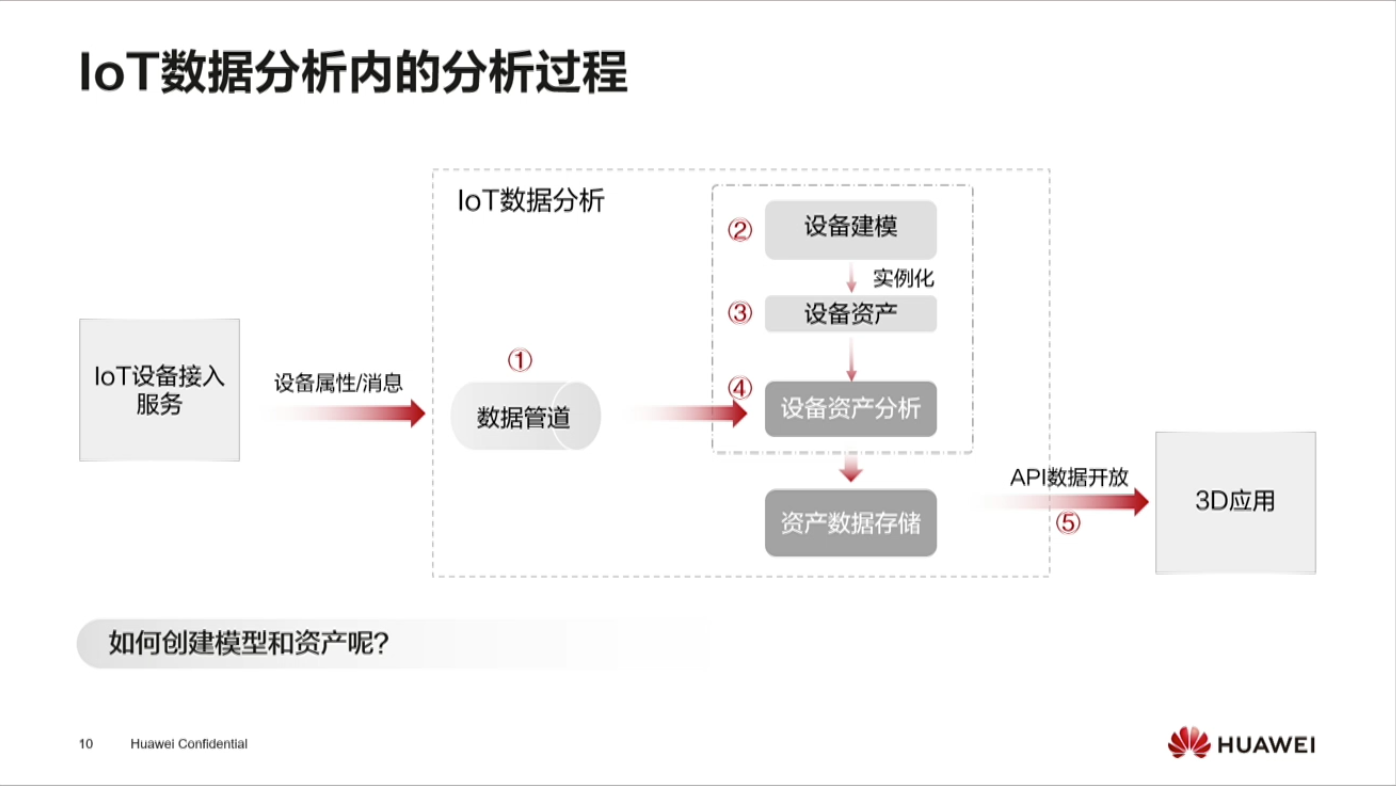 IoT数据分析内的分析过程
IoT数据分析
②
设备建模
实例化
③
设备资产
①
④
IoT设备接入
服务
设备属性/消息
数据管道
设备资产分析
API数据开放
资产数据存储
⑤
3D应用
如何创建模型和资产呢?
10 Huawei Confidential
HUAWEI